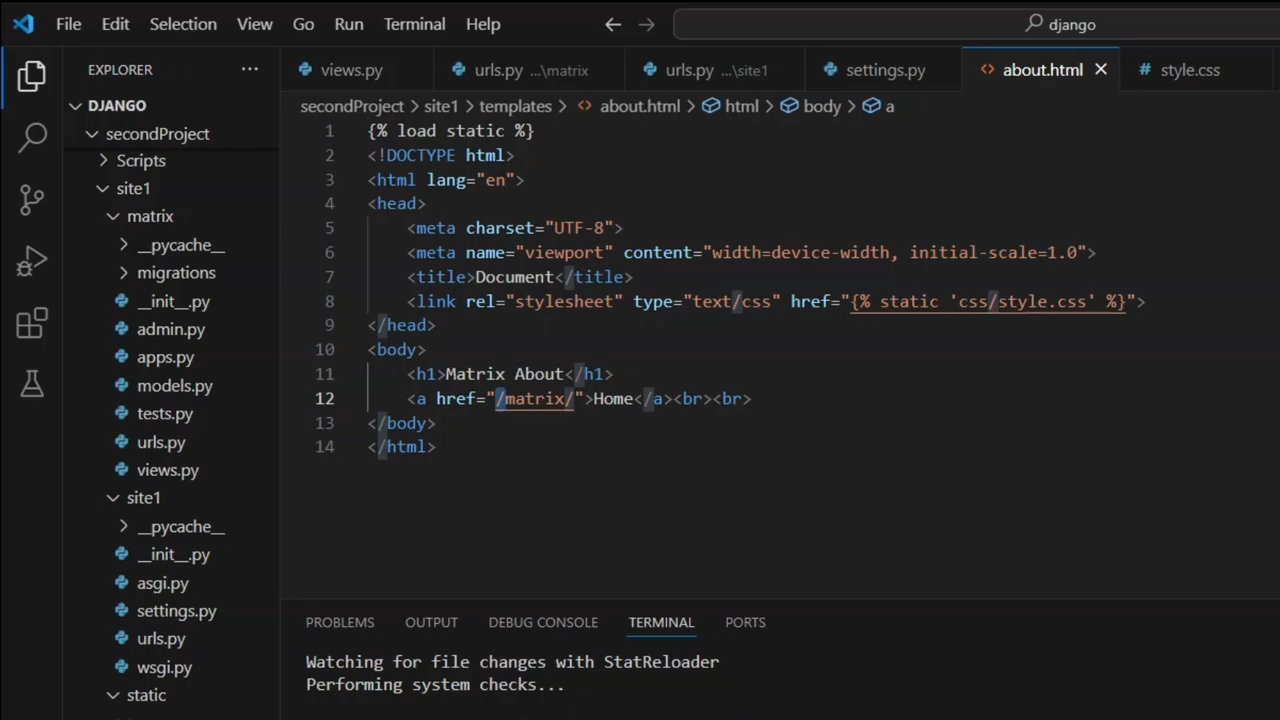 File Edit Selection View Go Run Terminal Help django
EXPLORER ···
views.py urls.py ...\matrix urls.py ...\site1 settings.py about.html style.css
DJANGO
secondProject
Scripts
site1
matrix
__pycache__
migrations
__init__.py
admin.py
apps.py
models.py
tests.py
urls.py
views.py
site1
__pycache__
__init__.py
asgi.py
settings.py
urls.py
wsgi.py
static
secondProject > site1 > templates > about.html > html > body > a
1 {% load static %}
2 <!DOCTYPE html>
3 <html lang="en">
4 <head>
5 <meta charset="UTF-8">
6 <meta name="viewport" content="width=device-width, initial-scale=1.0">
7 <title>Document</title>
8 <link rel="stylesheet" type="text/css" href="{% static 'css/style.css' %}">
9 </head>
10 <body>
11 <h1>Matrix About</h1>
12 <a href="/matrix/">Home</a><br><br>
13 </body>
14 </html>
PROBLEMS OUTPUT DEBUG CONSOLE TERMINAL PORTS
Watching for file changes with StatReloader
Performing system checks...